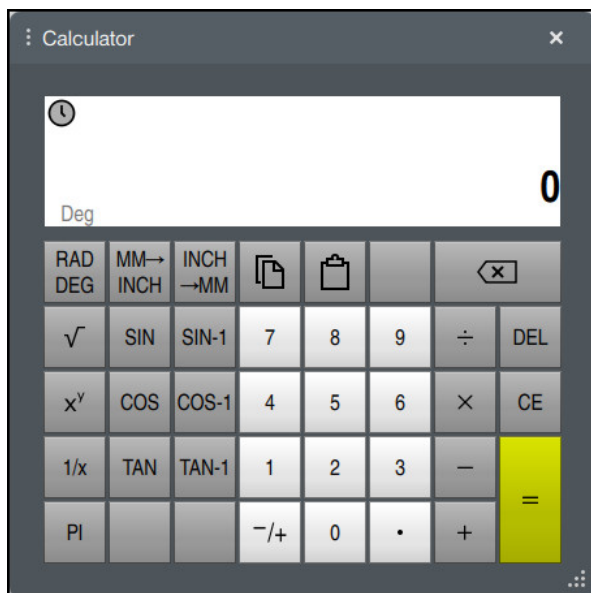 Calculator
0
Deg
RAD DEG MM→ INCH INCH →MM
√ SIN SIN-1 7 8 9 ÷ DEL
xʸ COS COS-1 4 5 6 × CE
1/x TAN TAN-1 1 2 3 − =
PI −/+ 0 . +